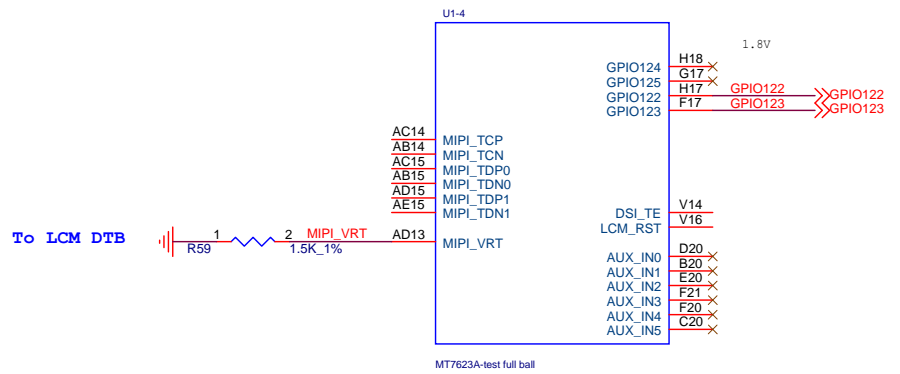 U1-4
1.8V
GPIO124 H18
GPIO125 G17
GPIO122 H17 GPIO122 GPIO122
GPIO123 F17 GPIO123 GPIO123
AC14 MIPI_TCP
AB14 MIPI_TCN
AC15 MIPI_TDP0
AB15 MIPI_TDN0
AD15 MIPI_TDP1
AE15 MIPI_TDN1
DSI_TE V14
LCM_RST V16
To LCM DTB
1 2 MIPI_VRT AD13 MIPI_VRT
R59 1.5K_1%
AUX_IN0 D20
AUX_IN1 B20
AUX_IN2 E20
AUX_IN3 F21
AUX_IN4 F20
AUX_IN5 C20
MT7623A-test full ball